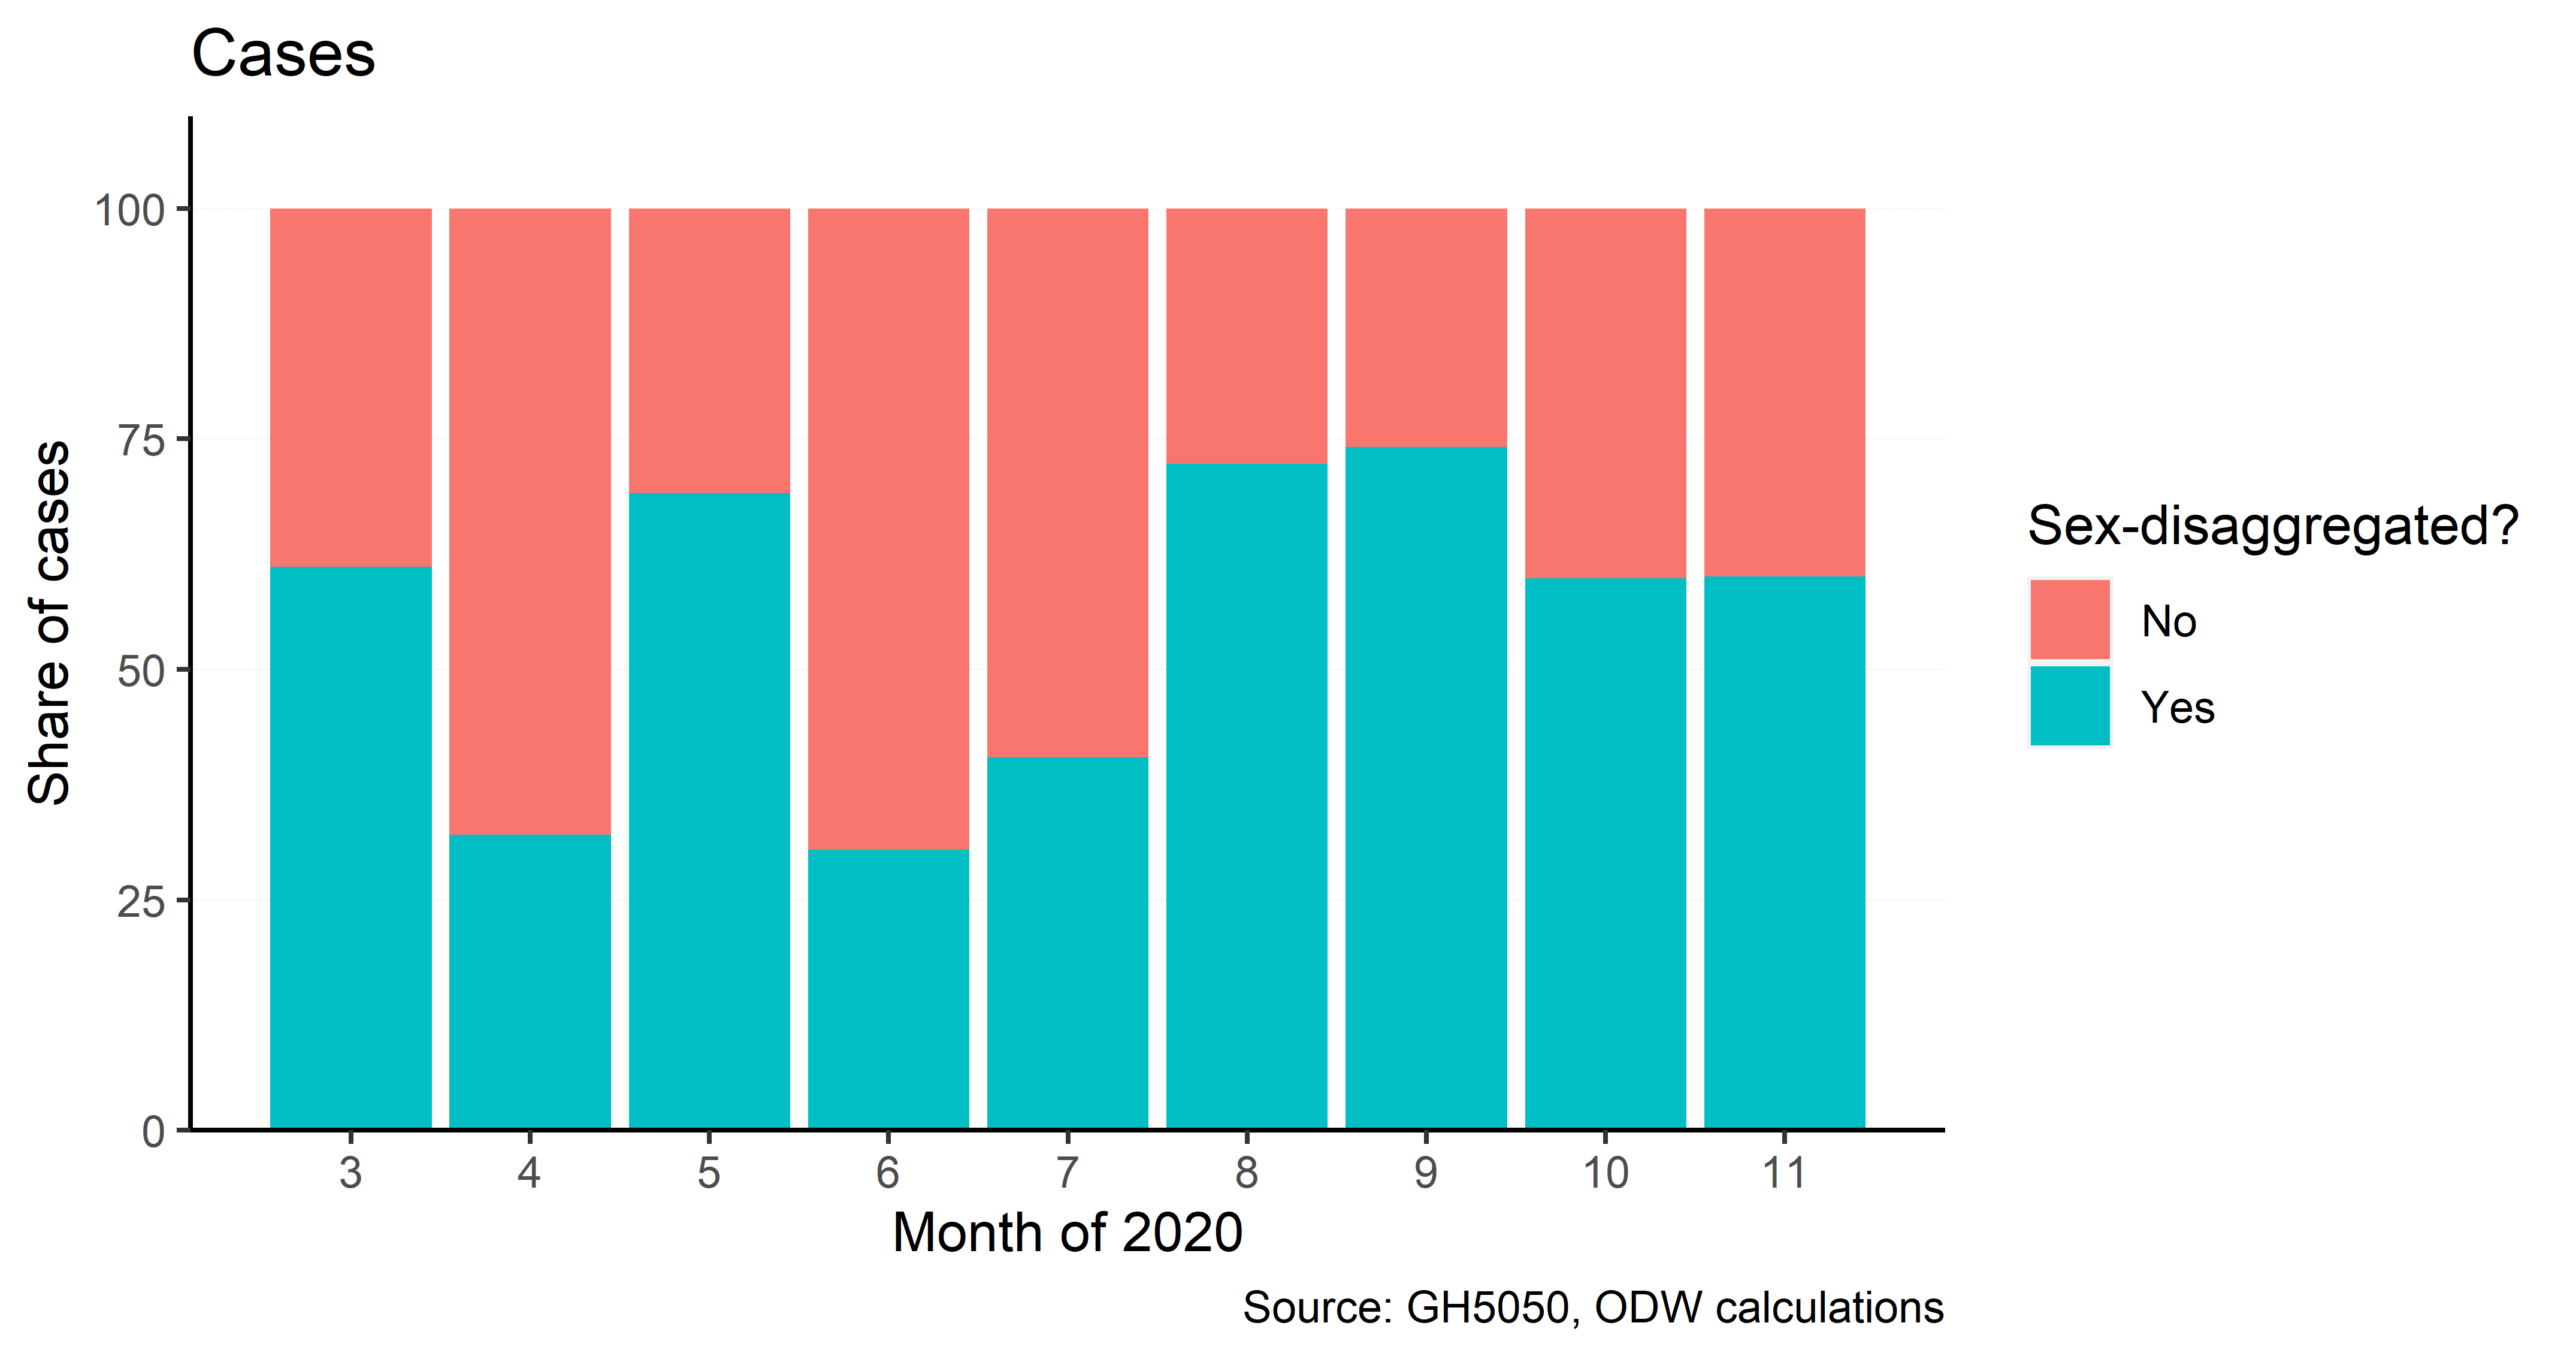 Cases
100
75
50
25
0
Share of cases
3 4 5 6 7 8 9 10 11
Month of 2020
Sex-disaggregated?
No
Yes
Source: GH5050, ODW calculations